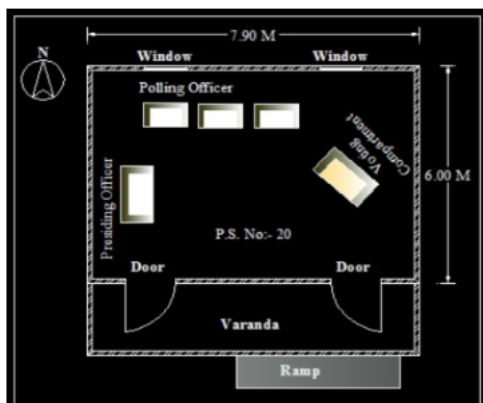 7.90 M
N
Window
Window
Polling Officer
Voting
Compartment
6.00 M
Presiding Officer
P.S. No:- 20
Door
Door
Varanda
Ramp